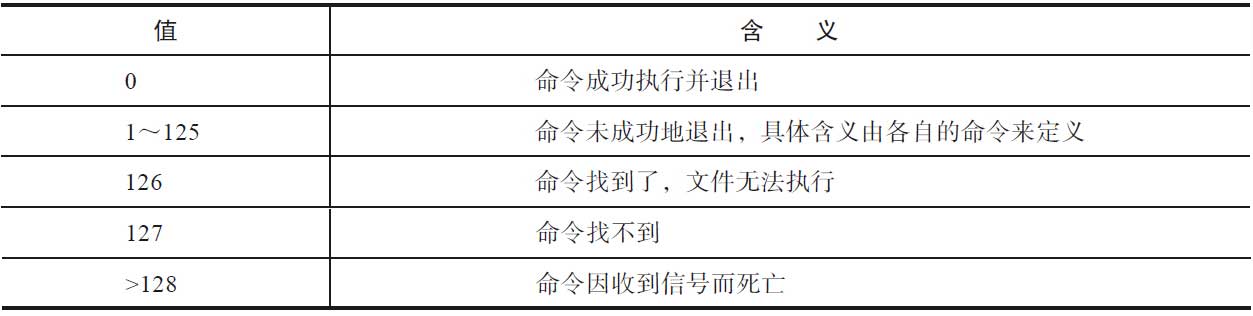 值 含 义
0 命令成功执行并退出
1～125 命令未成功地退出，具体含义由各自的命令来定义
126 命令找到了，文件无法执行
127 命令找不到
>128 命令因收到信号而死亡